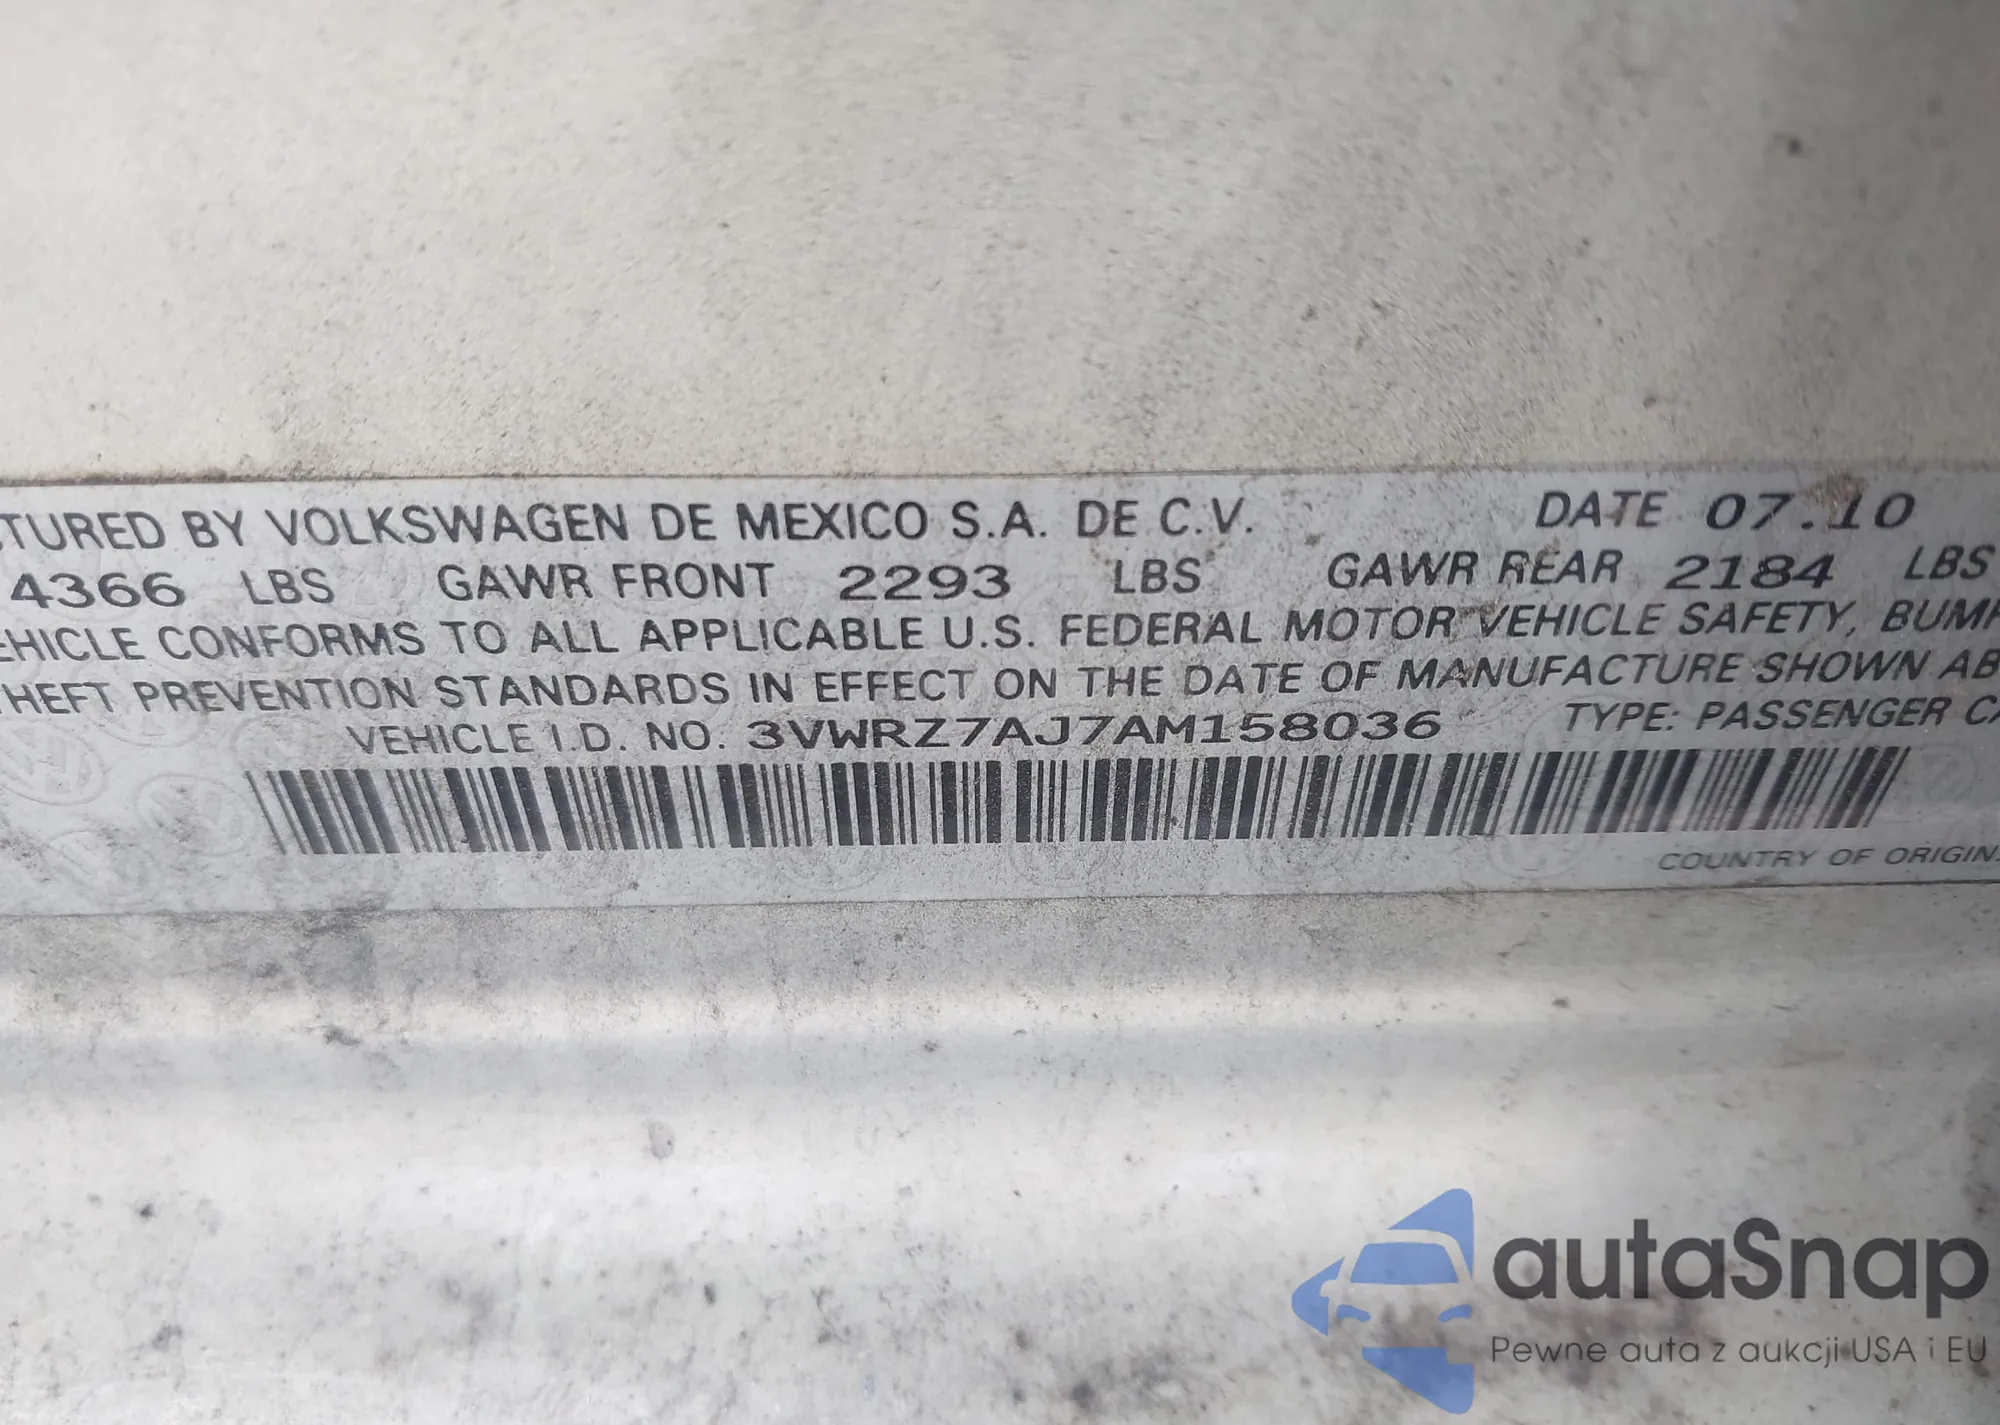 TURED BY VOLKSWAGEN DE MEXICO S.A. DE C.V. DATE 07.10
4366 LBS GAWR FRONT 2293 LBS GAWR REAR 2184 LBS
EHICLE CONFORMS TO ALL APPLICABLE U.S. FEDERAL MOTOR VEHICLE SAFETY, BUMP
HEFT PREVENTION STANDARDS IN EFFECT ON THE DATE OF MANUFACTURE SHOWN AB
VEHICLE I.D. NO. 3VWRZ7AJ7AM158036 TYPE: PASSENGER CA
COUNTRY OF ORIGIN:
autaSnap
Pewne auta z aukcji USA i EU